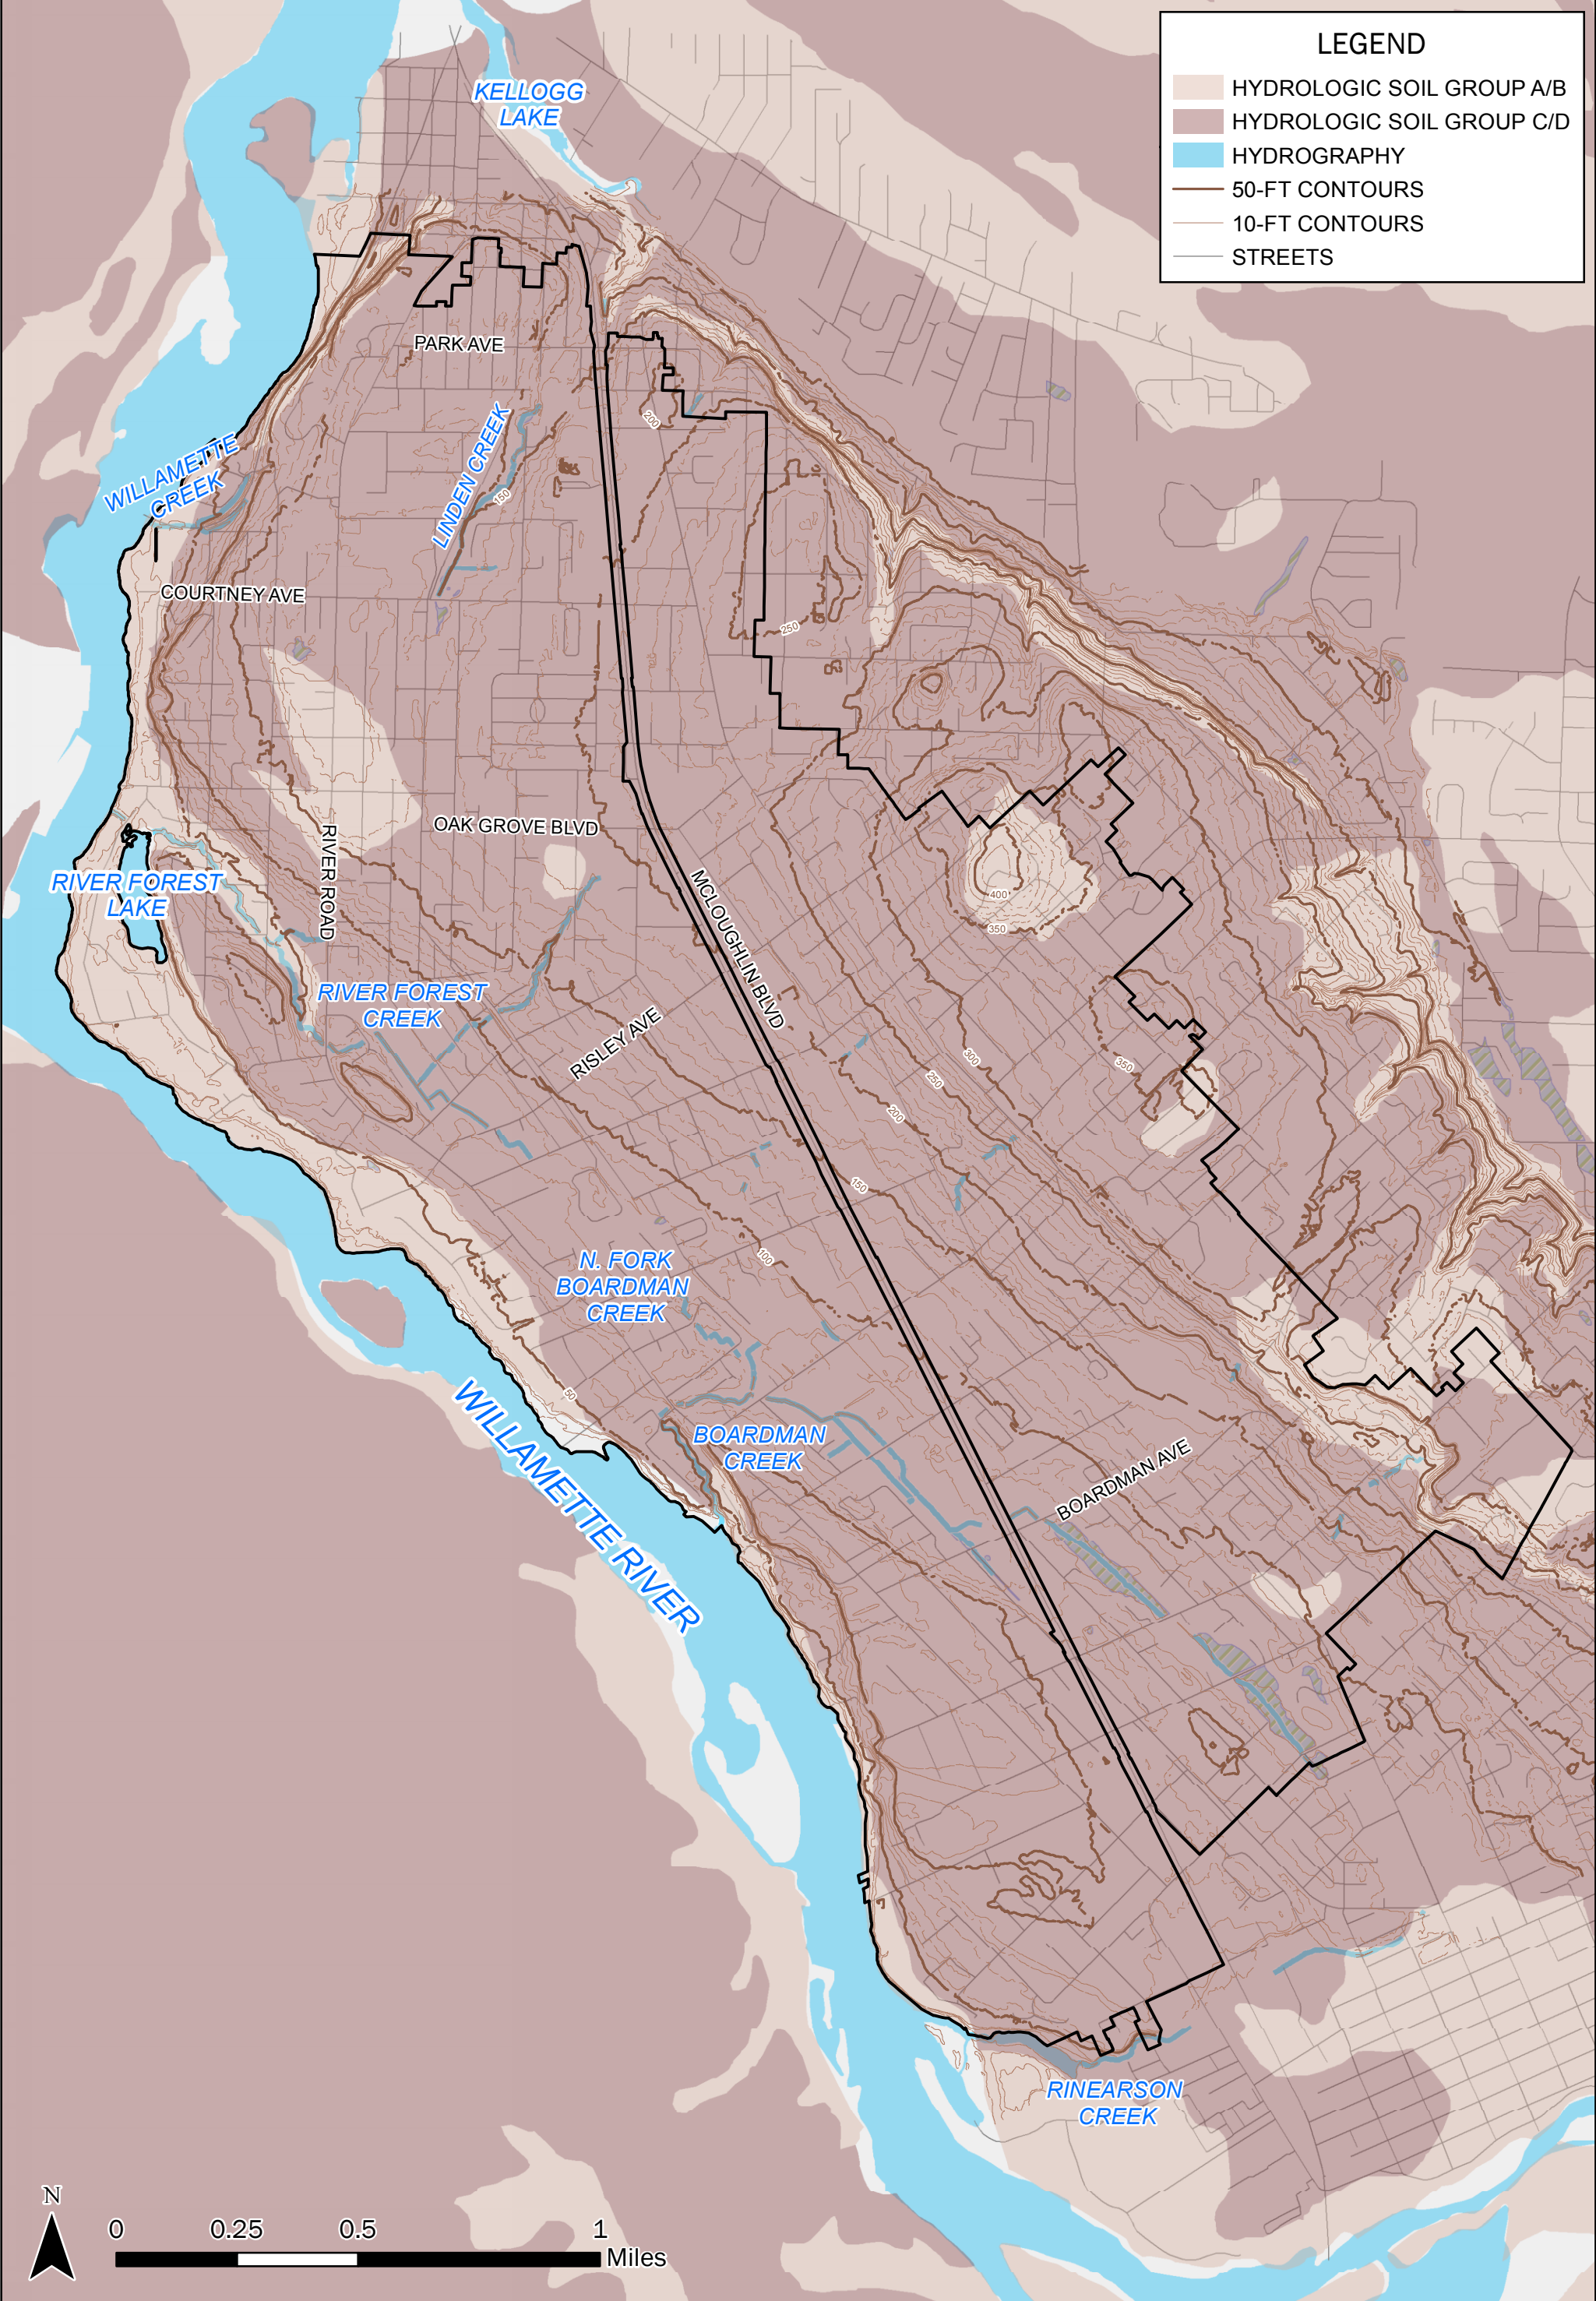 LEGEND
HYDROLOGIC SOIL GROUP A/B
HYDROLOGIC SOIL GROUP C/D
HYDROGRAPHY
50-FT CONTOURS
10-FT CONTOURS
STREETS
KELLOGG
LAKE
PARK AVE
200
LINDEN CREEK
150
WILLAMETTE
CREEK
COURTNEY AVE
250
OAK GROVE BLVD
RIVER ROAD
RIVER FOREST
LAKE
MCLOUGHLIN BLVD
400
350
RIVER FOREST
CREEK
RISLEY AVE
300
350
250
200
150
100
N. FORK
BOARDMAN
CREEK
50
WILLAMETTE RIVER
BOARDMAN
CREEK
BOARDMAN AVE
RINEARSON
CREEK
N
0 0.25 0.5 1
Miles